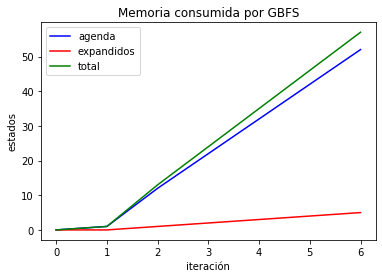 Memoria consumida por GBFS
agenda
expandidos
total
50
40
30
20
10
0
estados
0 1 2 3 4 5 6
iteración